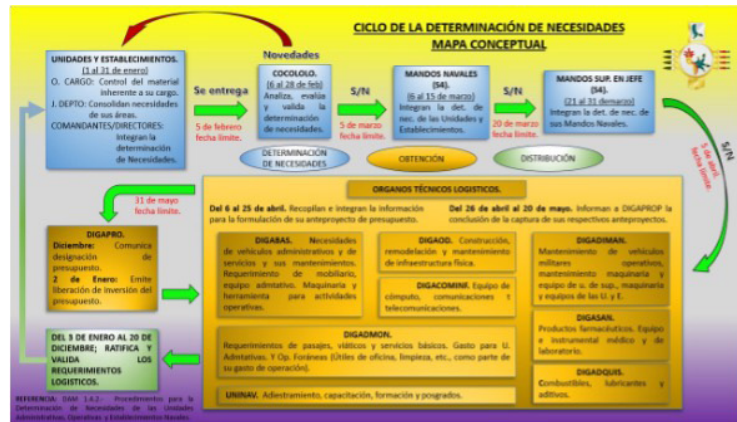 CICLO DE LA DETERMINACIÓN DE NECESIDADES
MAPA CONCEPTUAL
Novedades
UNIDADES Y ESTABLECIMIENTOS.
(1 al 31 de enero)
O. CARGO: Control del material
inherente a su cargo.
J. DEPTO: Consolidan necesidades
de sus áreas.
COMANDANTES/DIRECTORES:
Integran la
determinación
de Necesidades.
Se entrega
5 de febrero
fecha límite.
COCOLOLO.
(6 al 28 de feb)
Analiza, evalúa
y valida la
determinación
de necesidades.
S/N
5 de marzo
fecha límite.
MANDOS NAVALES
(S4).
(6 al 15 de marzo)
Integran la det. de
nec. de las Unidades y
Establecimientos.
S/N
20 de marzo
fecha límite.
MANDOS SUP. EN JEFE
(S4).
(21 al 31 demarzo)
Integran la det. de nec. de
sus Mandos Navales.
S/N
5 de abril.
fecha límite.
DETERMINACIÓN
DE NECESIDADES
OBTENCIÓN
DISTRIBUCIÓN
31 de mayo
fecha límite.
ORGANOS TÉCNICOS LOGISTICOS.
Del 6 al 25 de abril. Recopilan e integran la información
para la formulación de su anteproyecto de presupuesto.
Del 26 de abril al 20 de mayo. Informan a DIGAPROP la
conclusión de la captura de sus respectivos anteproyectos.
DIGAPRO.
Diciembre: Comunica
designación de
presupuesto.
2 de Enero: Emite
liberación de inversión del
presupuesto.
DIGABAS. Necesidades
de vehículos administrativos y de
servicios y sus mantenimientos.
Requerimiento de mobiliario,
equipo admtativo. Maquinaria y
herramienta para actividades
operativas.
DIGAOD. Construcción,
remodelación y mantenimiento
de infraestructura física.
DIGACOMINF. Equipo de
cómputo, comunicaciones t
telecomunicaciones.
DIGADIMAN.
Mantenimiento de vehículos
militares operativos,
mantenimiento maquinaria y
equipo de u. de sup., maquinaria
y equipos de las U. y E.
DIGASAN.
Productos farmacéuticos. Equipo
e instrumental médico y de
laboratorio.
DIGADMON.
Requerimientos de pasajes, viáticos y servicios básicos. Gasto para U.
Admtativas. Y Op. Foráneas (Útiles de oficina, limpieza, etc., como parte de
su gasto de operación).
DIGADQUIS.
Combustibles, lubricantes y
aditivos.
UNINAV. Adiestramiento, capacitación, formación y posgrados.
DEL 3 DE ENERO AL 20 DE
DICIEMBRE; RATIFICA Y
VALIDA LOS
REQUERIMIENTOS
LOGISTICOS.
REFERENCIA: DAM 1.4.2.- Procedimientos para la
Determinación de Necesidades de las Unidades
Administrativas, Operativas y Establecimientos Navales.